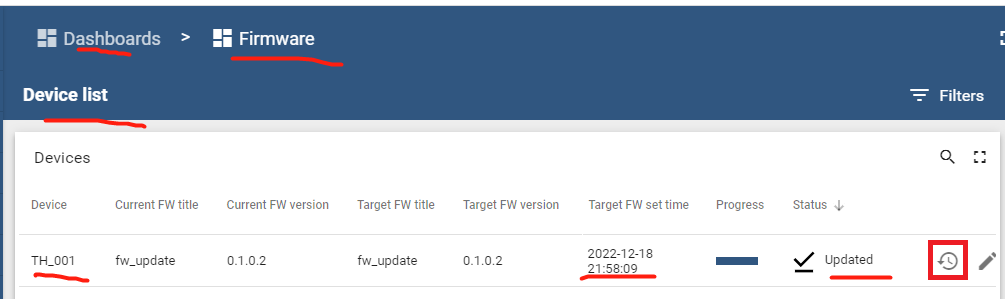 Dashboards > Firmware
Device list
Filters
Devices
Device Current FW title Current FW version Target FW title Target FW version Target FW set time Progress Status ↓
TH_001 fw_update 0.1.0.2 fw_update 0.1.0.2 2022-12-18 Updated
21:58:09